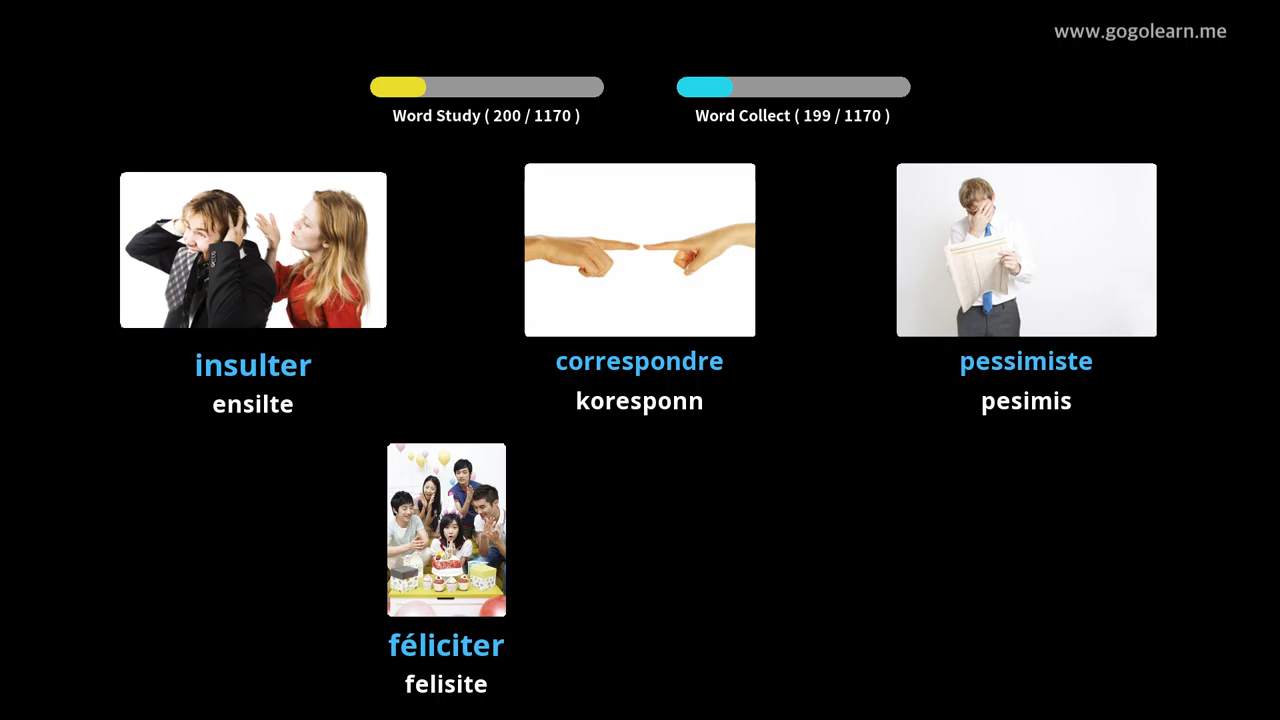 www.gogolearn.me
Word Study ( 200 / 1170 )
Word Collect ( 199 / 1170 )
insulter
ensilte
correspondre
koresponn
pessimiste
pesimis
féliciter
felisite